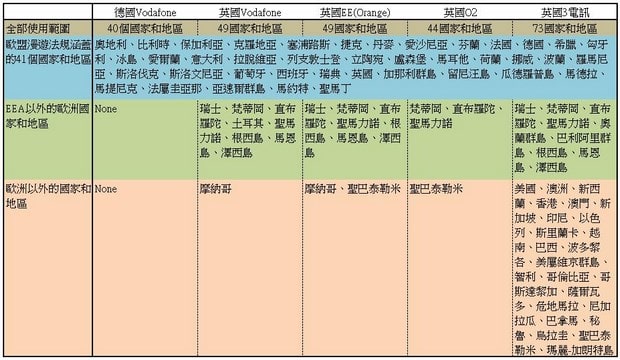 德國Vodafone 英國Vodafone 英國EE(Orange) 英國O2 英國3電訊
全部使用範圍 40個國家和地區 49個國家和地區 49個國家和地區 44個國家和地區 73個國家和地區
歐盟漫遊法規涵蓋的41個國家和地區
奧地利、比利時、保加利亞、克羅地亞、塞浦路斯、捷克、丹麥、愛沙尼亞、芬蘭、法國、德國、希臘、匈牙
利、冰島、愛爾蘭、意大利、拉脫維亞、列支敦士登、立陶宛、盧森堡、馬耳他、荷蘭、挪威、波蘭、羅馬尼
亞、斯洛伐克、斯洛文尼亞、葡萄牙、西班牙、瑞典、英國、加那利群島、留尼汪島、瓜德羅普島、馬德拉、
馬提尼克、法屬圭亞那、亞速爾群島、馬約特、聖馬丁
EEA以外的歐洲國
家和地區
None
瑞士、梵蒂岡、直布
羅陀、土耳其、聖馬
力諾、根西島、馬恩
島、澤西島
瑞士、梵蒂岡、直布
羅陀、聖馬力諾、根
西島、馬恩島、澤西
島
梵蒂岡、直布羅陀、
聖馬力諾
瑞士、梵蒂岡、直布
羅陀、聖馬力諾、奧
蘭群島、巴利阿里群
島、根西島、馬恩
島、澤西島
歐洲以外的國家和
地區
None
摩納哥
摩納哥、聖巴泰勒米
聖巴泰勒米
美國、澳洲、新西
蘭、香港、澳門、新
加坡、印尼、以色
列、斯里蘭卡、越
南、巴西、波多黎
各、美屬維京群島、
智利、哥倫比亞、哥
斯達黎加、薩爾瓦
多、危地馬拉、尼加
拉瓜、巴拿馬、秘
魯、烏拉圭、聖巴泰
勒米、瑪麗-加朗特島